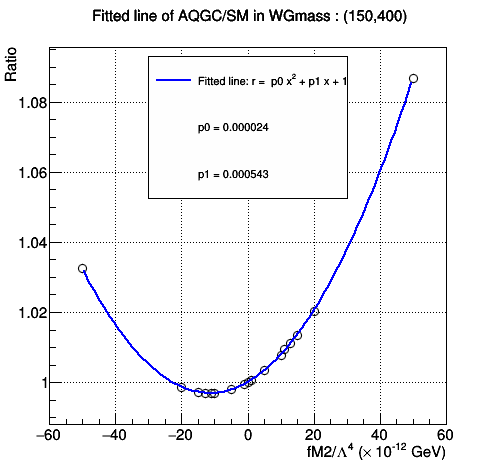 Fitted line of AQGC/SM in WGmass : (150,400)
Ratio
Fitted line: r = p0 x² + p1 x + 1
p0 = 0.000024
p1 = 0.000543
1.08
1.06
1.04
1.02
1
−60 −40 −20 0 20 40 60
fM2/Λ⁴ (× 10⁻¹² GeV)